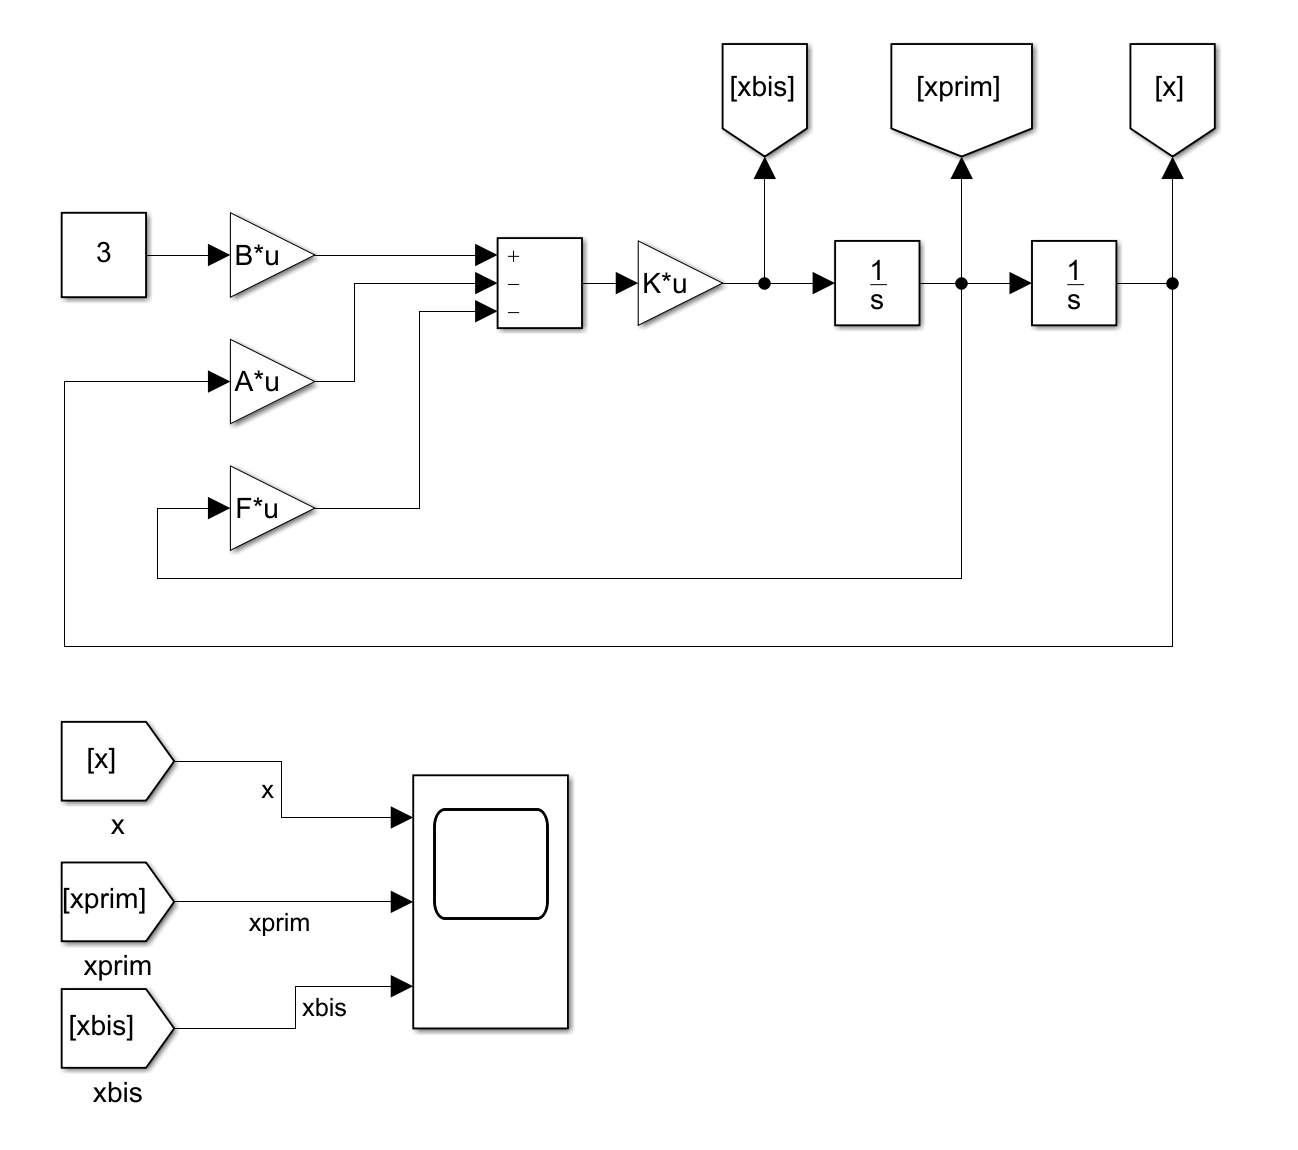 [xbis]
[xprim]
[x]
3
B*u
+
−
−
K*u
1
s
1
s
A*u
F*u
[x]
x
x
[xprim]
xprim
xprim
[xbis]
xbis
xbis